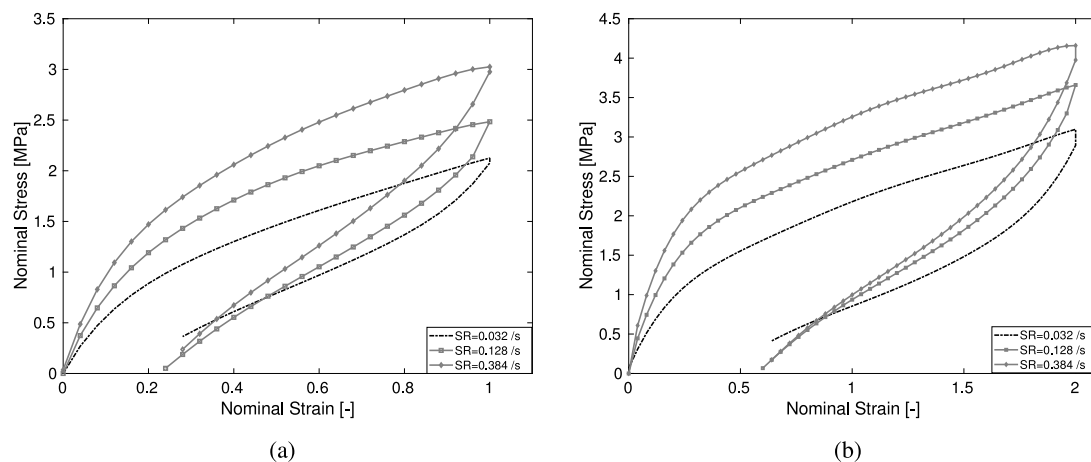 3.5
3
2.5
2
1.5
1
0.5
0
0 0.2 0.4 0.6 0.8 1
Nominal Stress [MPa]
Nominal Strain [-]
SR=0.032 /s
SR=0.128 /s
SR=0.384 /s
(a)
4.5
4
3.5
3
2.5
2
1.5
1
0.5
0
0 0.5 1 1.5 2
Nominal Stress [MPa]
Nominal Strain [-]
SR=0.032 /s
SR=0.128 /s
SR=0.384 /s
(b)